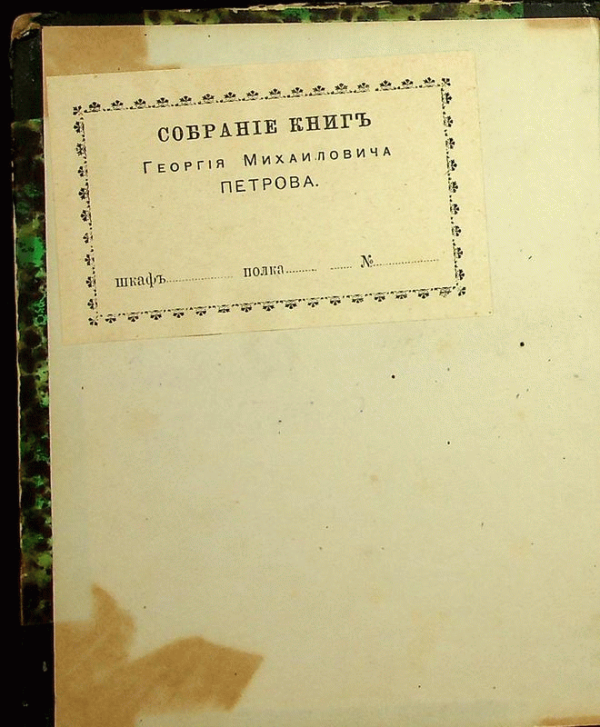 СОБРАНІЕ КНИГЪ
ГЕОРГІЯ МИХАИЛОВИЧА
ПЕТРОВА.
шкафъ.................... полка......... ...... №..................